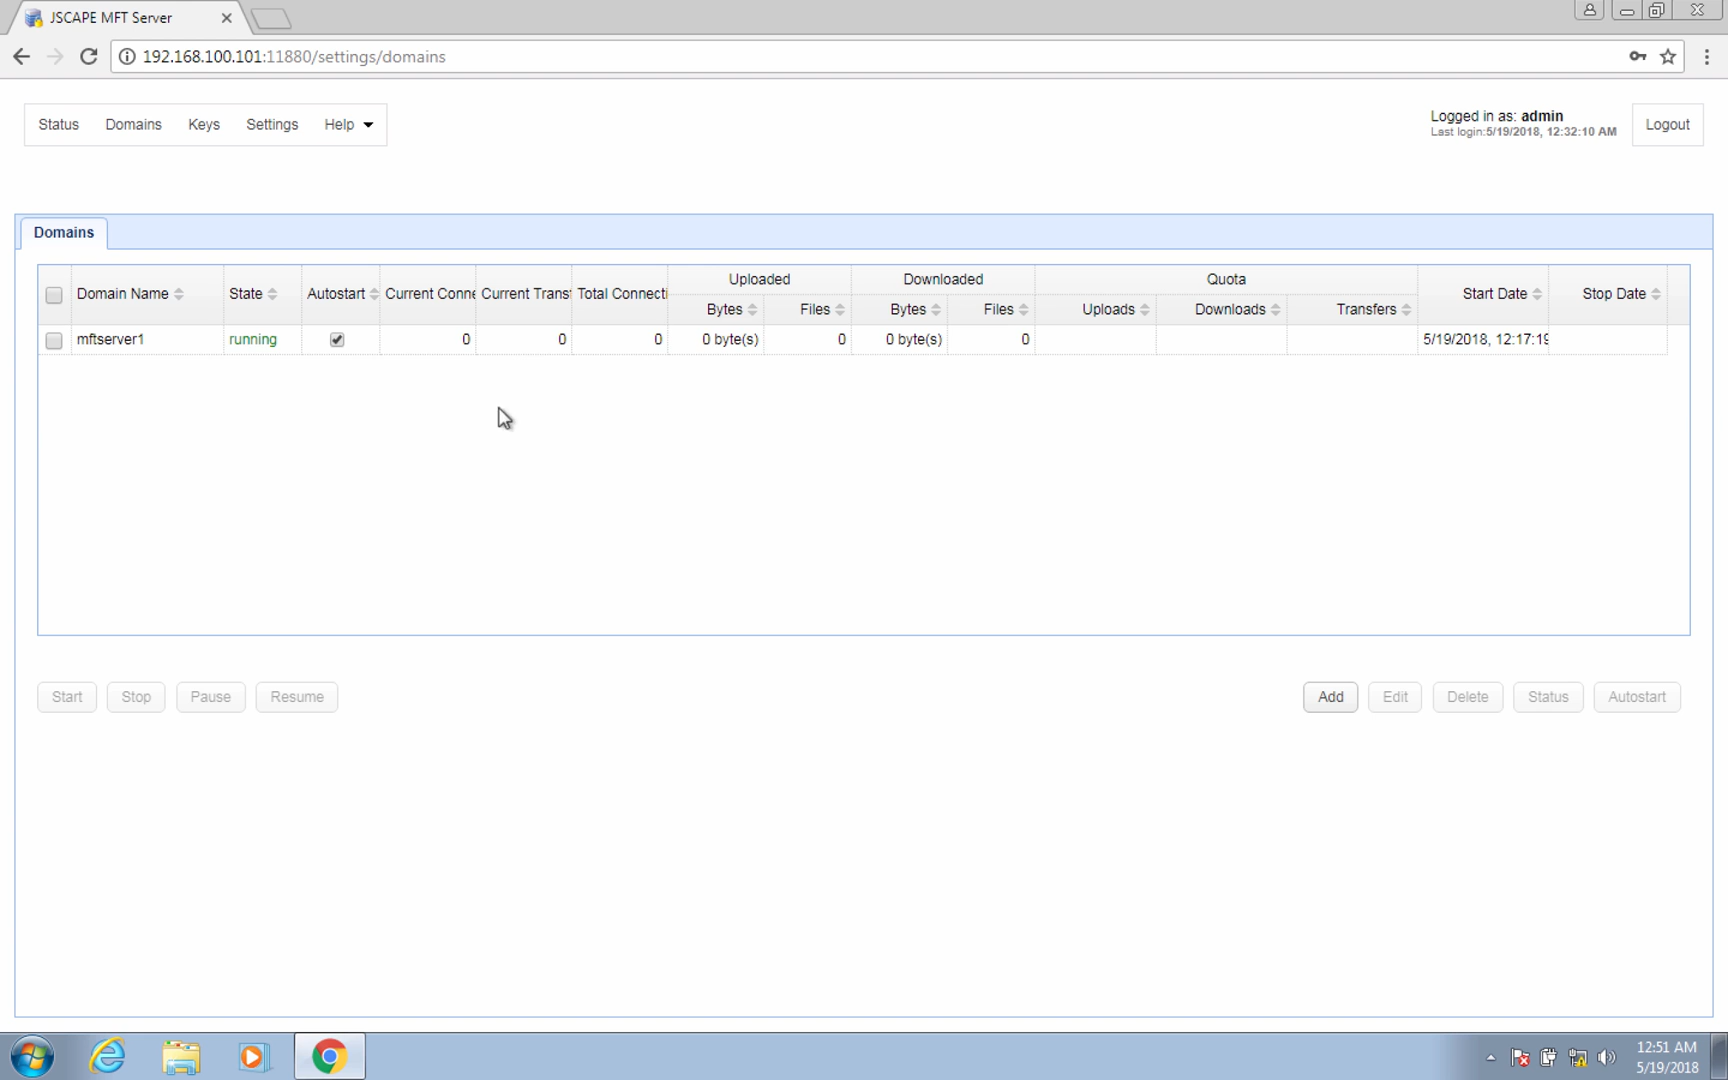 JSCAPE MFT Server
192.168.100.101:11880/settings/domains
Status Domains Keys Settings Help
Logged in as: admin
Last login:5/19/2018, 12:32:10 AM
Logout
Domains
Domain Name State Autostart Current Conne Current Transf Total Connecti Uploaded Downloaded Quota Start Date Stop Date
Bytes Files Bytes Files Uploads Downloads Transfers
mftserver1 running 0 0 0 0 byte(s) 0 0 byte(s) 0 5/19/2018, 12:17:19
Start Stop Pause Resume Add Edit Delete Status Autostart
12:51 AM
5/19/2018